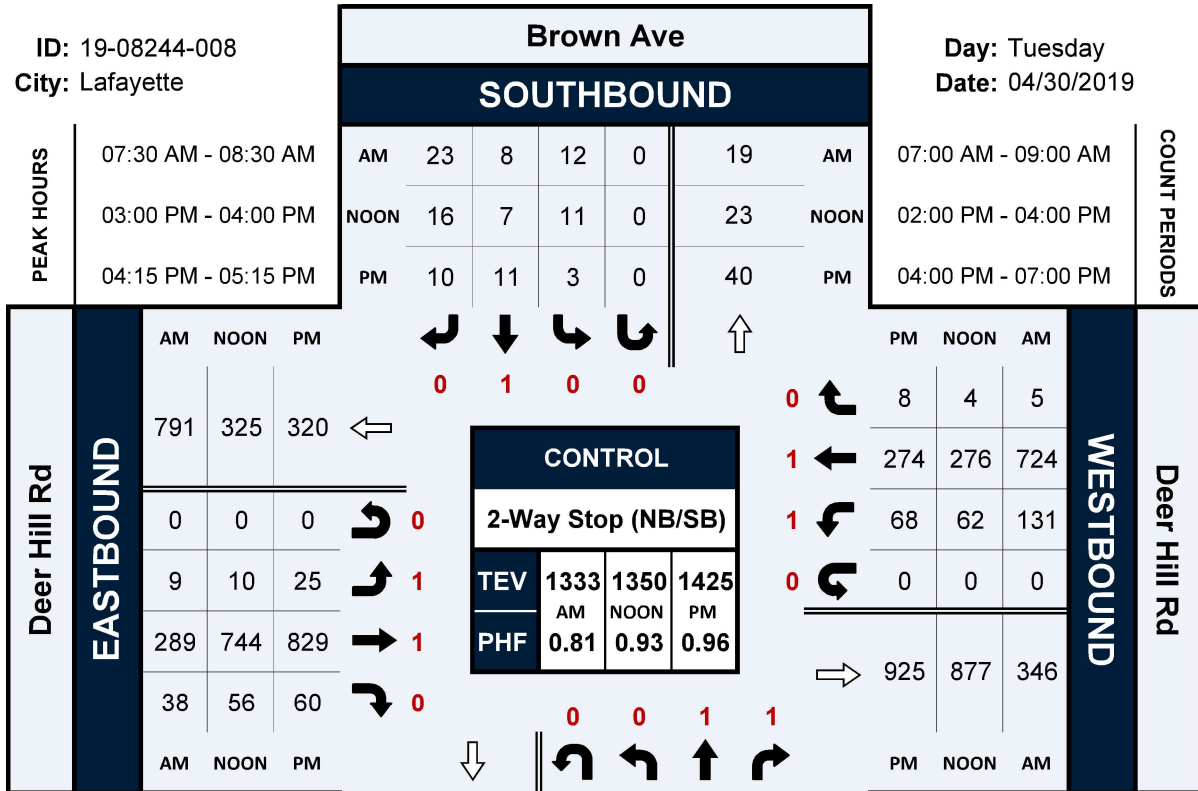 Brown Ave
ID: 19-08244-008
City: Lafayette
Day: Tuesday
Date: 04/30/2019
SOUTHBOUND
PEAK HOURS
07:30 AM - 08:30 AM
03:00 PM - 04:00 PM
04:15 PM - 05:15 PM
AM 23 8 12 0 19 AM
NOON 16 7 11 0 23 NOON
PM 10 11 3 0 40 PM
07:00 AM - 09:00 AM
02:00 PM - 04:00 PM
04:00 PM - 07:00 PM
COUNT PERIODS
0 1 0 0
Deer Hill Rd
EASTBOUND
AM NOON PM
791 325 320
0 0 0 0
9 10 25 1
289 744 829 1
38 56 60 0
AM NOON PM
CONTROL
2-Way Stop (NB/SB)
TEV 1333 1350 1425
AM NOON PM
PHF 0.81 0.93 0.96
PM NOON AM
0 8 4 5
1 274 276 724
1 68 62 131
0 0 0 0
925 877 346
PM NOON AM
WESTBOUND
Deer Hill Rd
0 0 1 1